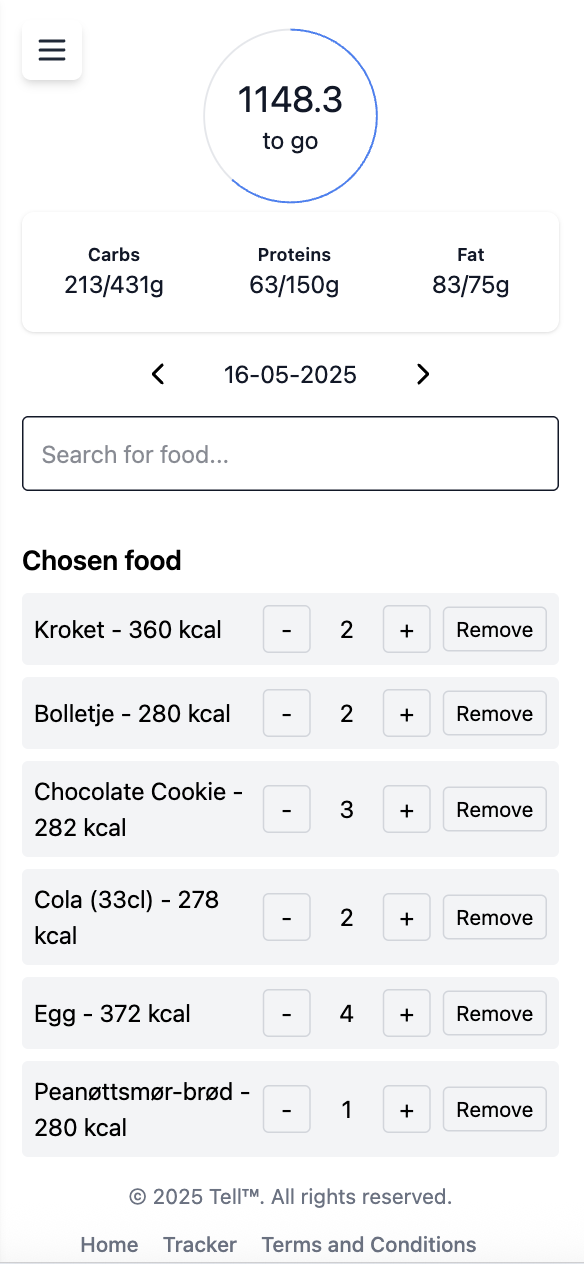 1148.3
to go
Carbs Proteins Fat
213/431g 63/150g 83/75g
16-05-2025
Search for food...
Chosen food
Kroket - 360 kcal - 2 + Remove
Bolletje - 280 kcal - 2 + Remove
Chocolate Cookie -
282 kcal - 3 + Remove
Cola (33cl) - 278
kcal - 2 + Remove
Egg - 372 kcal - 4 + Remove
Peanøttsmør-brød -
280 kcal - 1 + Remove
© 2025 Tell™. All rights reserved.
Home Tracker Terms and Conditions